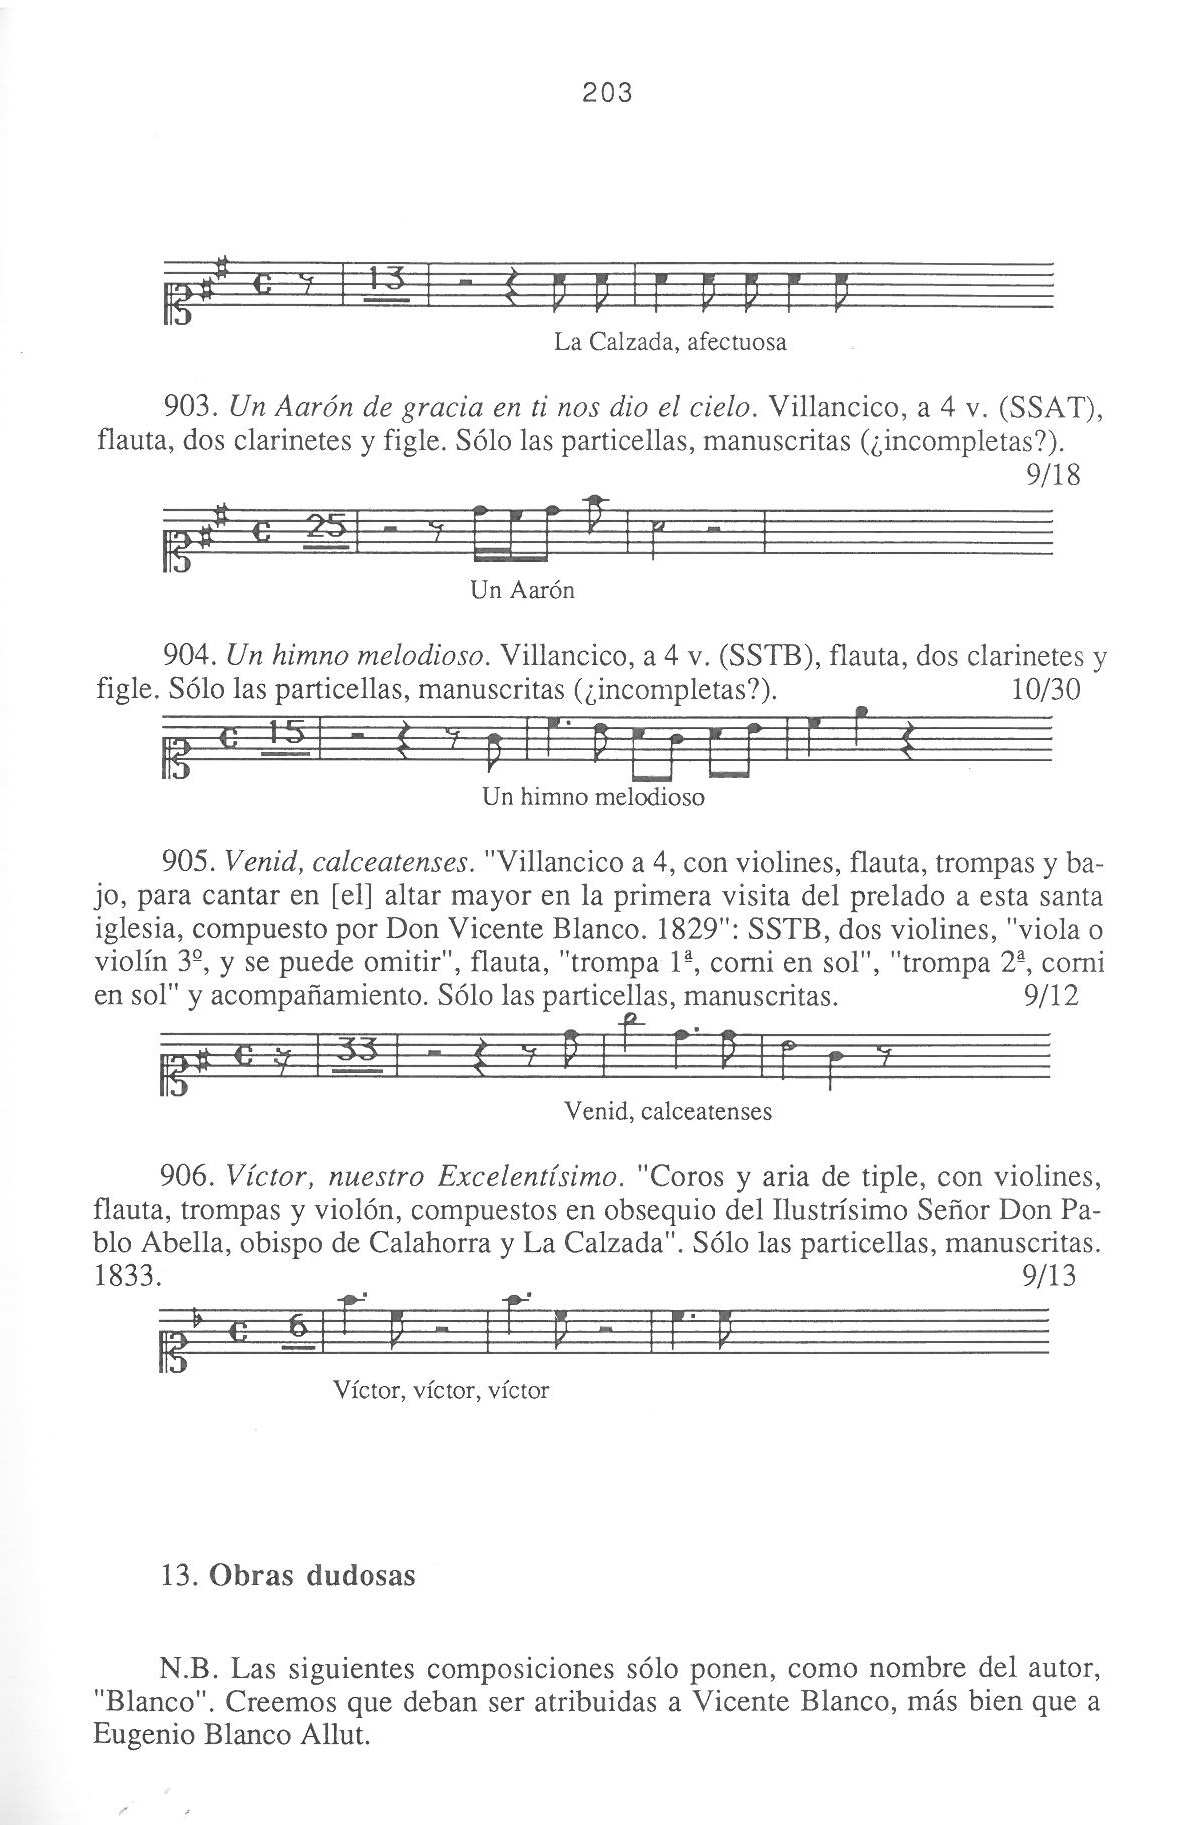 203
13
La Calzada, afectuosa
903. Un Aarón de gracia en ti nos dio el cielo. Villancico, a 4 v. (SSAT),
flauta, dos clarinetes y figle. Sólo las particellas, manuscritas (¿incompletas?).
9/18
25
Un Aarón
904. Un himno melodioso. Villancico, a 4 v. (SSTB), flauta, dos clarinetes y
figle. Sólo las particellas, manuscritas (¿incompletas?). 10/30
15
Un himno melodioso
905. Venid, calceatenses. "Villancico a 4, con violines, flauta, trompas y ba-
jo, para cantar en [el] altar mayor en la primera visita del prelado a esta santa
iglesia, compuesto por Don Vicente Blanco. 1829": SSTB, dos violines, "viola o
violín 3º, y se puede omitir", flauta, "trompa 1ª, corni en sol", "trompa 2ª, corni
en sol" y acompañamiento. Sólo las particellas, manuscritas. 9/12
33
Venid, calceatenses
906. Víctor, nuestro Excelentísimo. "Coros y aria de tiple, con violines,
flauta, trompas y violón, compuestos en obsequio del Ilustrísimo Señor Don Pa-
blo Abella, obispo de Calahorra y La Calzada". Sólo las particellas, manuscritas.
1833. 9/13
6
Víctor, víctor, víctor
13. Obras dudosas
N.B. Las siguientes composiciones sólo ponen, como nombre del autor,
"Blanco". Creemos que deban ser atribuidas a Vicente Blanco, más bien que a
Eugenio Blanco Allut.